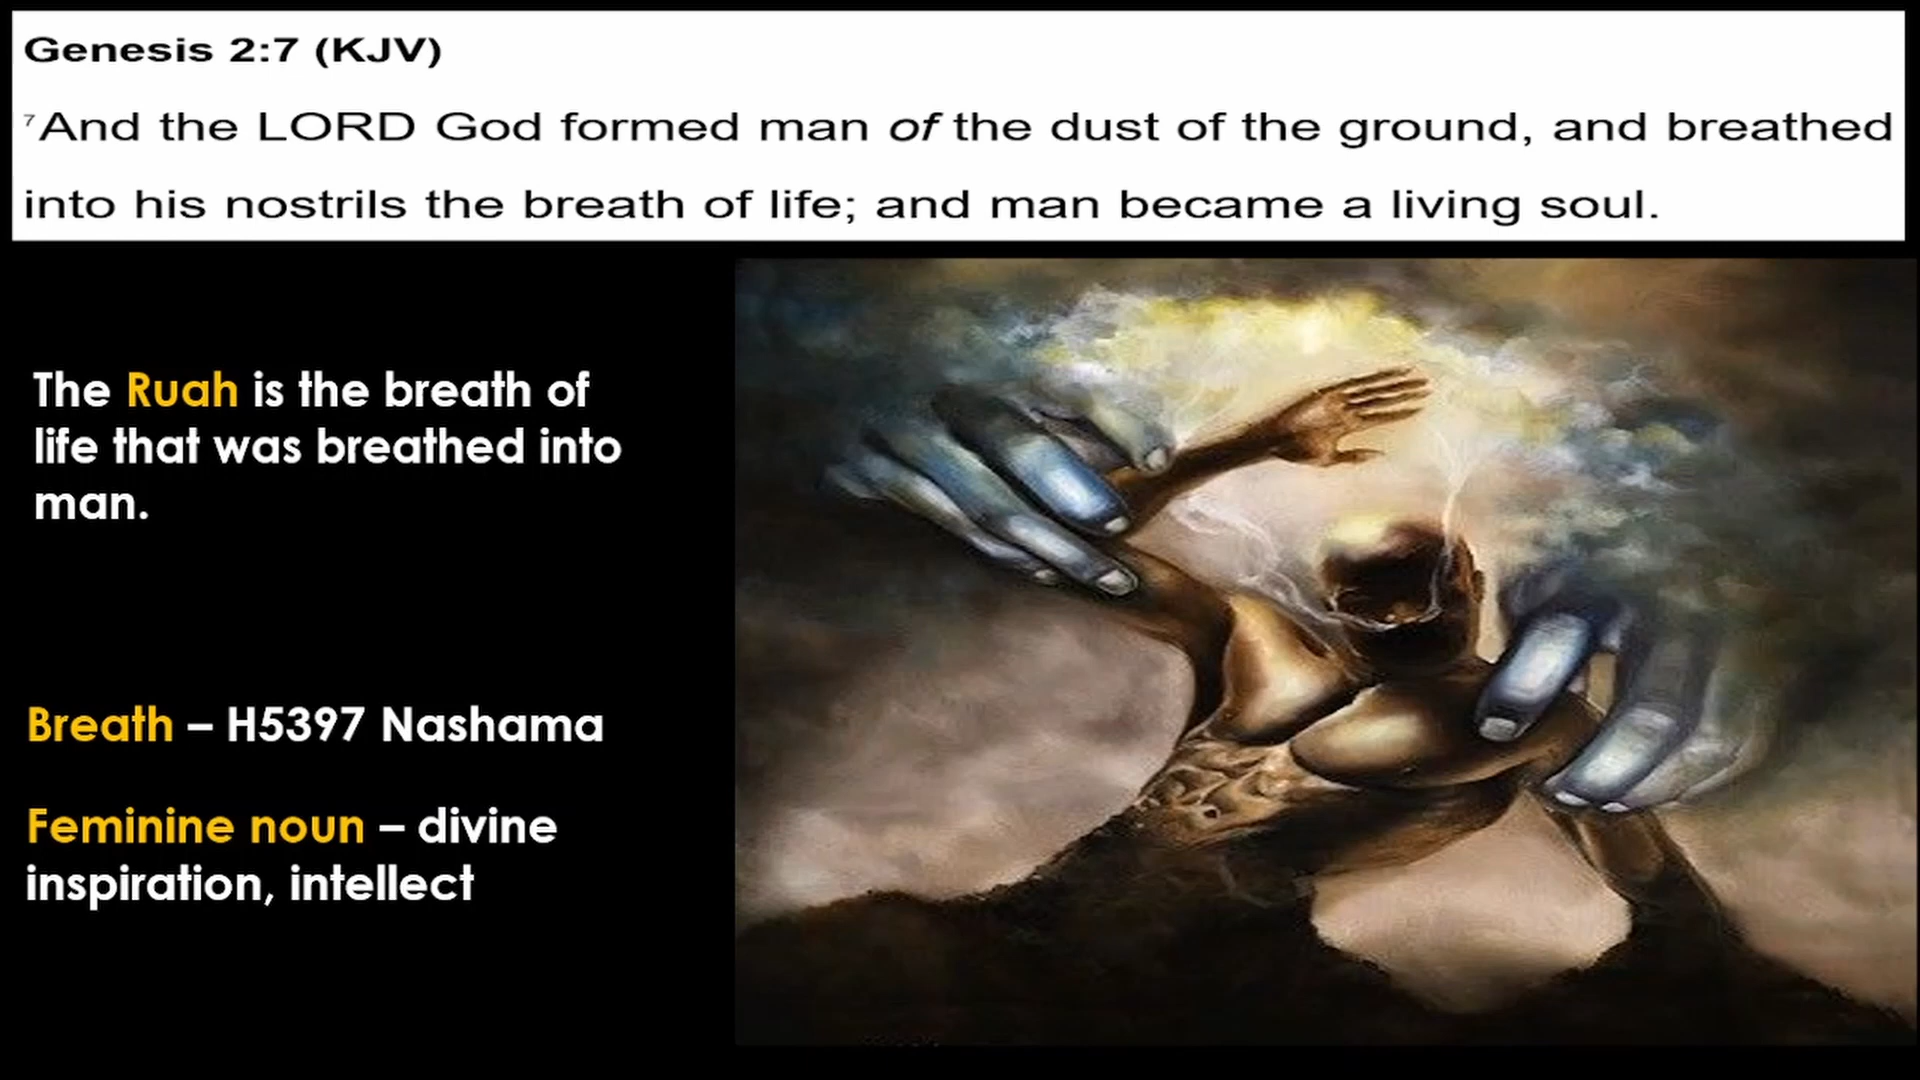 Genesis 2:7 (KJV)
7And the LORD God formed man of the dust of the ground, and breathed
into his nostrils the breath of life; and man became a living soul.
The Ruah is the breath of
life that was breathed into
man.
Breath – H5397 Nashama
Feminine noun – divine
inspiration, intellect